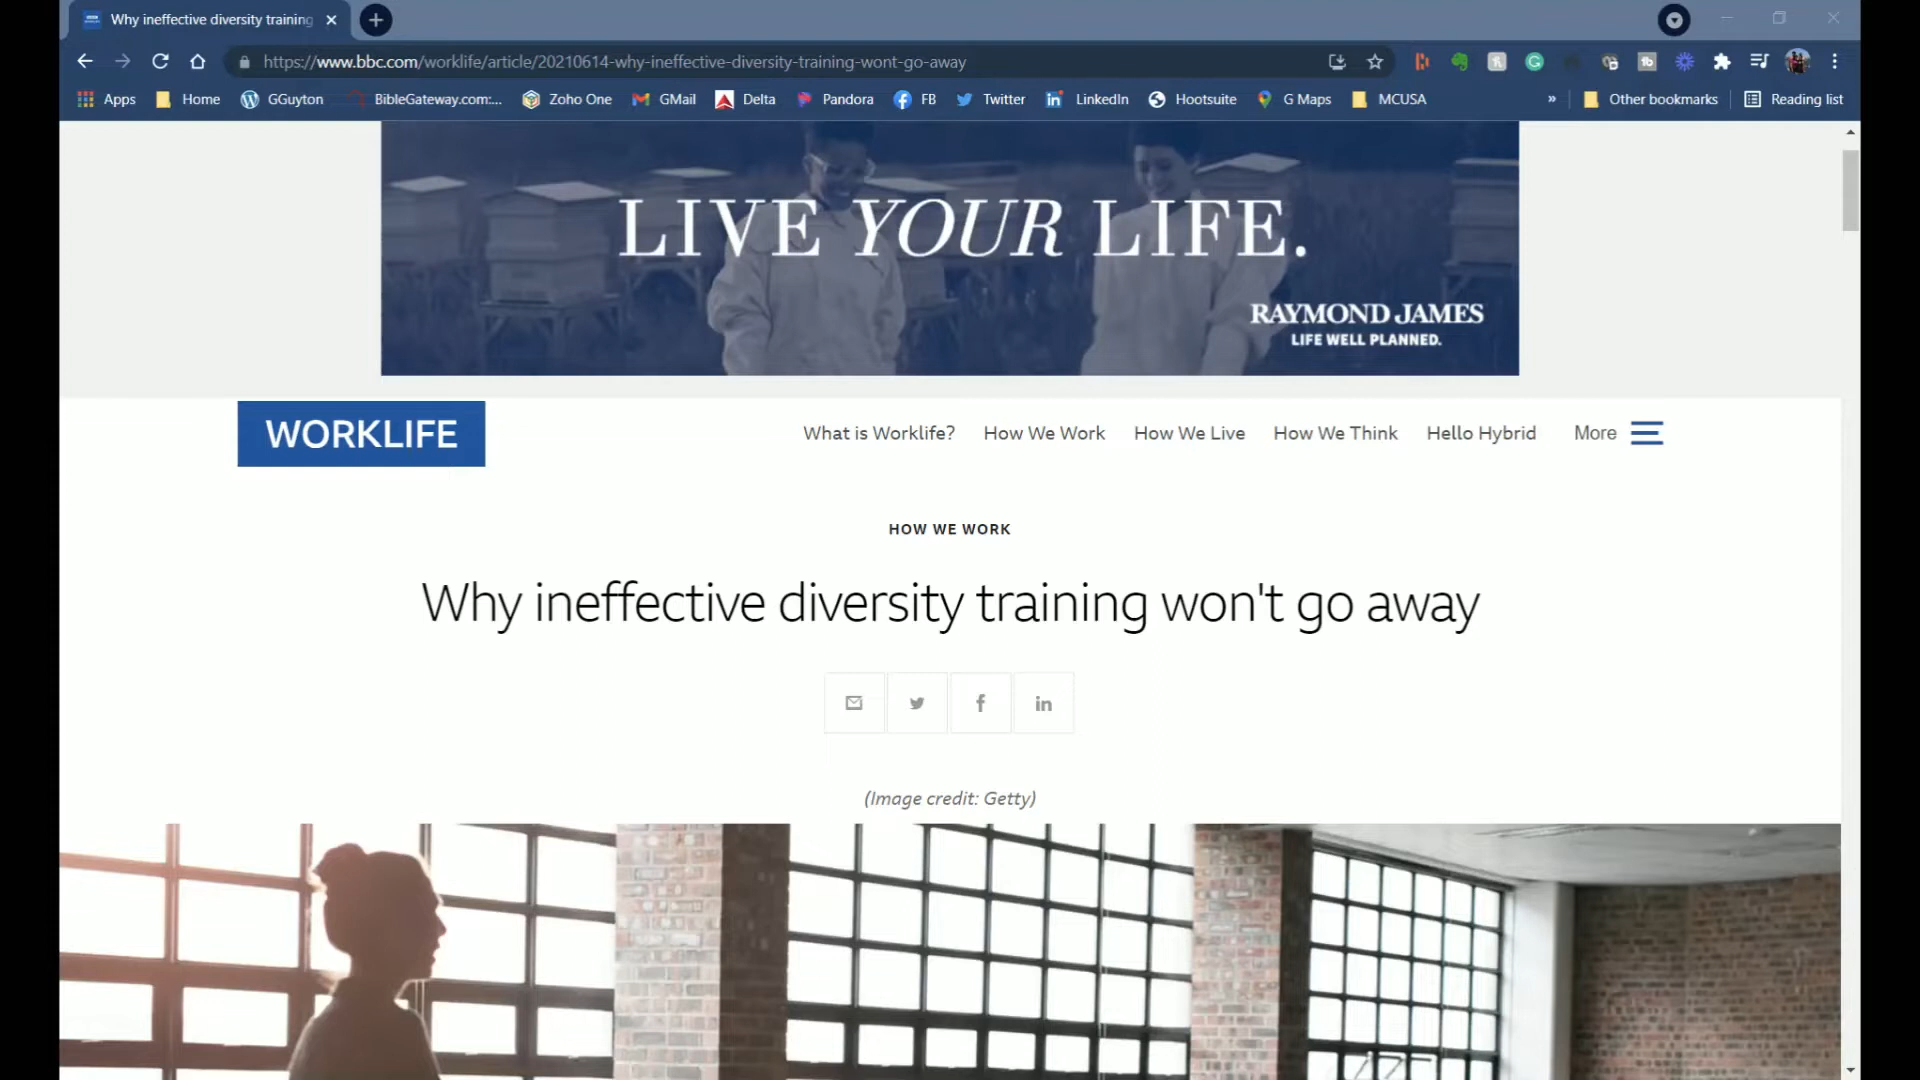 Why ineffective diversity training
https://www.bbc.com/worklife/article/20210614-why-ineffective-diversity-training-wont-go-away
Apps Home GGuyton BibleGateway.com:... Zoho One GMail Delta Pandora FB Twitter LinkedIn Hootsuite G Maps MCUSA » Other bookmarks Reading list
LIVE YOUR LIFE.
RAYMOND JAMES
LIFE WELL PLANNED.
WORKLIFE What is Worklife? How We Work How We Live How We Think Hello Hybrid More
HOW WE WORK
Why ineffective diversity training won't go away
(Image credit: Getty)